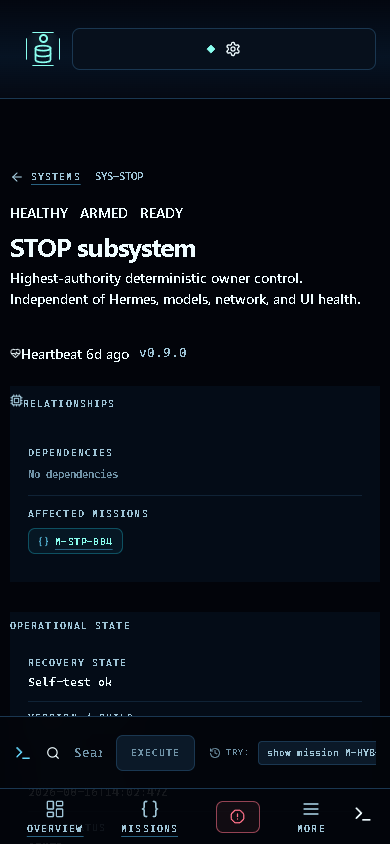 SYSTEMS SYS-STOP
HEALTHY ARMED READY
STOP subsystem
Highest-authority deterministic owner control.
Independent of Hermes, models, network, and UI health.
Heartbeat 6d ago v0.9.0
RELATIONSHIPS
DEPENDENCIES
No dependencies
AFFECTED MISSIONS
{} M-STP-004
OPERATIONAL STATE
RECOVERY STATE
Self-test ok
Sear EXECUTE TRY: show mission M-HYB
OVERVIEW MISSIONS MORE